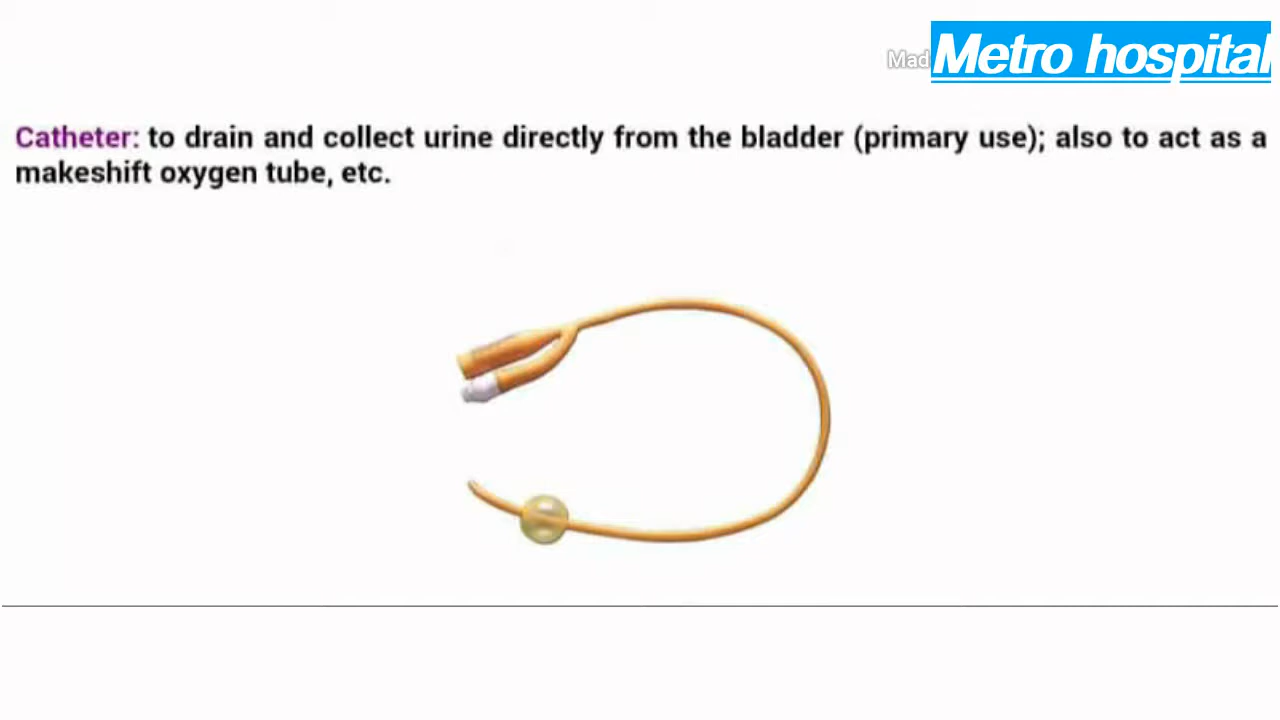 Mad
Metro hospital
Catheter: to drain and collect urine directly from the bladder (primary use); also to act as a
makeshift oxygen tube, etc.